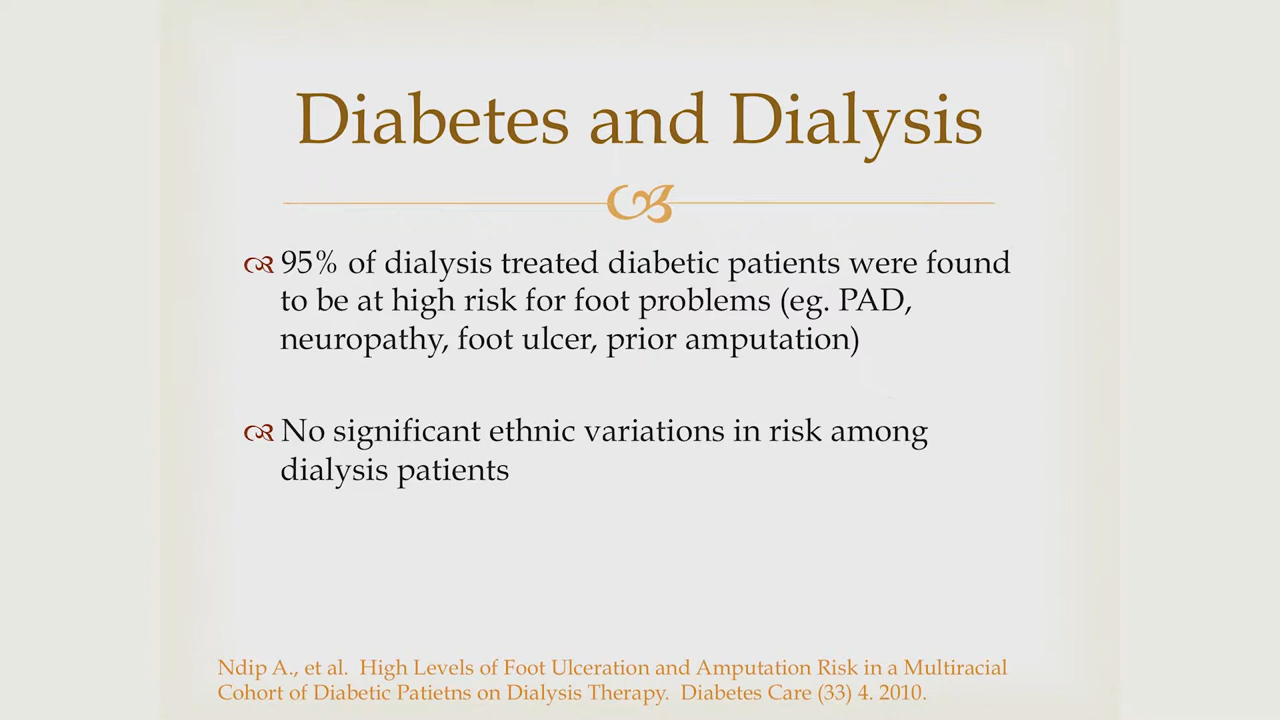 Diabetes and Dialysis
95% of dialysis treated diabetic patients were found
to be at high risk for foot problems (eg. PAD,
neuropathy, foot ulcer, prior amputation)
No significant ethnic variations in risk among
dialysis patients
Ndip A., et al.  High Levels of Foot Ulceration and Amputation Risk in a Multiracial
Cohort of Diabetic Patietns on Dialysis Therapy.  Diabetes Care (33) 4. 2010.